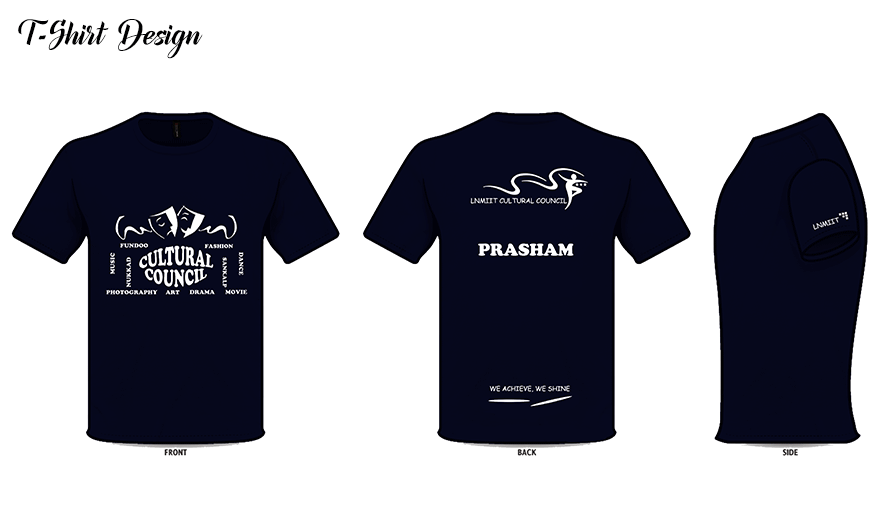 T-Shirt Design
FUNDOO FASHION
MUSIC
NUKKAD
CULTURAL
COUNCIL
SANKALP
DANCE
PHOTOGRAPHY ART DRAMA MOVIE
FRONT
LNMIIT CULTURAL COUNCIL
PRASHAM
WE ACHIEVE, WE SHINE
BACK
LNMIIT
SIDE